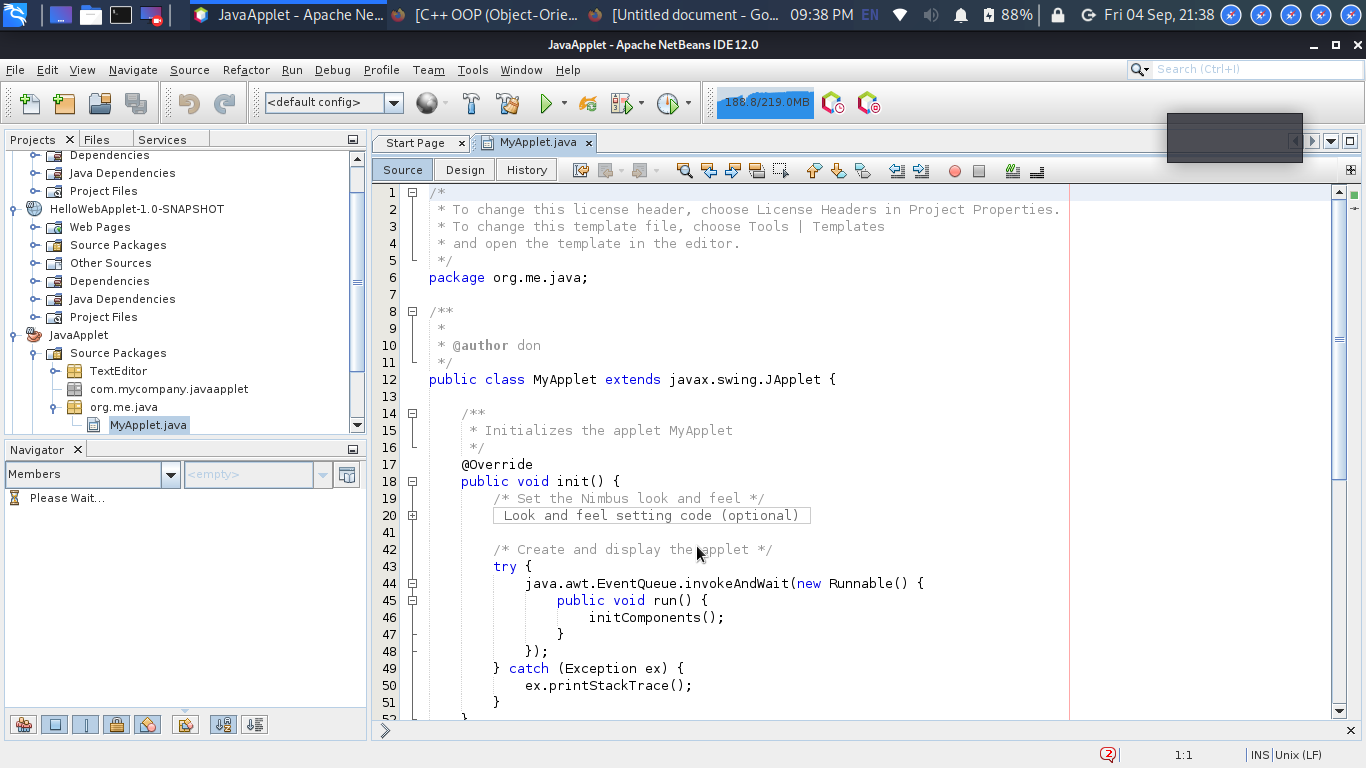 JavaApplet - Apache Ne...
[C++ OOP (Object-Orie...
[Untitled document - Go...
09:38 PM
EN
88%
Fri 04 Sep, 21:38
JavaApplet - Apache NetBeans IDE 12.0
File Edit View Navigate Source Refactor Run Debug Profile Team Tools Window Help
Search (Ctrl+I)
<default config>
188.8/219.0MB
Projects
Files
Services
Dependencies
Java Dependencies
Project Files
HelloWebApplet-1.0-SNAPSHOT
Web Pages
Source Packages
Other Sources
Dependencies
Java Dependencies
Project Files
JavaApplet
Source Packages
TextEditor
com.mycompany.javaapplet
org.me.java
MyApplet.java
Navigator
Members
<empty>
Please Wait...
Start Page
MyApplet.java
Source
Design
History
1 /*
2 * To change this license header, choose License Headers in Project Properties.
3 * To change this template file, choose Tools | Templates
4 * and open the template in the editor.
5 */
6 package org.me.java;
7
8 /**
9 *
10 * @author don
11 */
12 public class MyApplet extends javax.swing.JApplet {
13
14 /**
15 * Initializes the applet MyApplet
16 */
17 @Override
18 public void init() {
19 /* Set the Nimbus look and feel */
20 Look and feel setting code (optional)
41
42 /* Create and display the applet */
43 try {
44 java.awt.EventQueue.invokeAndWait(new Runnable() {
45 public void run() {
46 initComponents();
47 }
48 });
49 } catch (Exception ex) {
50 ex.printStackTrace();
51 }
52 }
2
1:1
INS
Unix (LF)